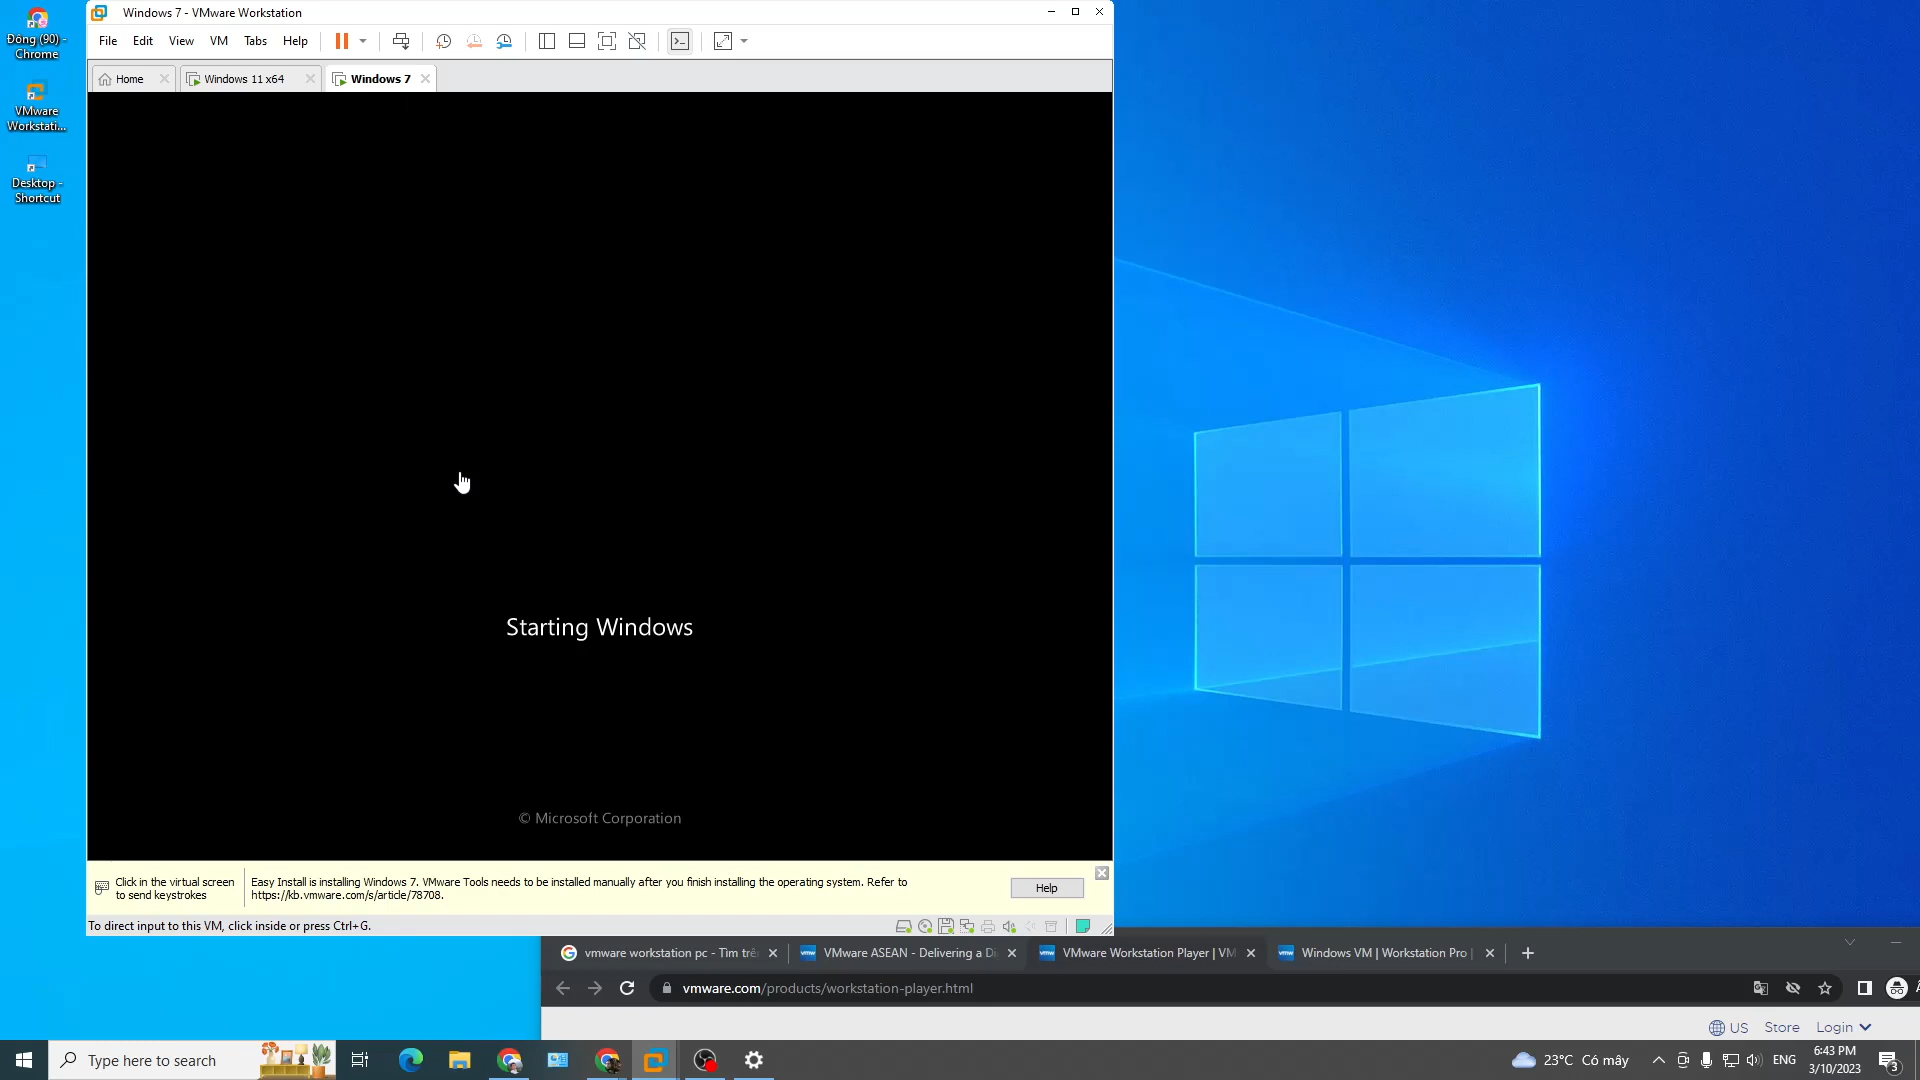 Đông (90) -
Chrome
VMware
Workstati...
Desktop -
Shortcut
Windows 7 - VMware Workstation
File Edit View VM Tabs Help
Home Windows 11 x64 Windows 7
Starting Windows
© Microsoft Corporation
Click in the virtual screen
to send keystrokes
Easy Install is installing Windows 7. VMware Tools needs to be installed manually after you finish installing the operating system. Refer to
https://kb.vmware.com/s/article/78708.
Help
To direct input to this VM, click inside or press Ctrl+G.
vmware workstation pc - Tìm trê VMware ASEAN - Delivering a Di VMware Workstation Player | VM Windows VM | Workstation Pro |
vmware.com/products/workstation-player.html
US Store Login
Type here to search
23°C Có mây
ENG
6:43 PM
3/10/2023
3